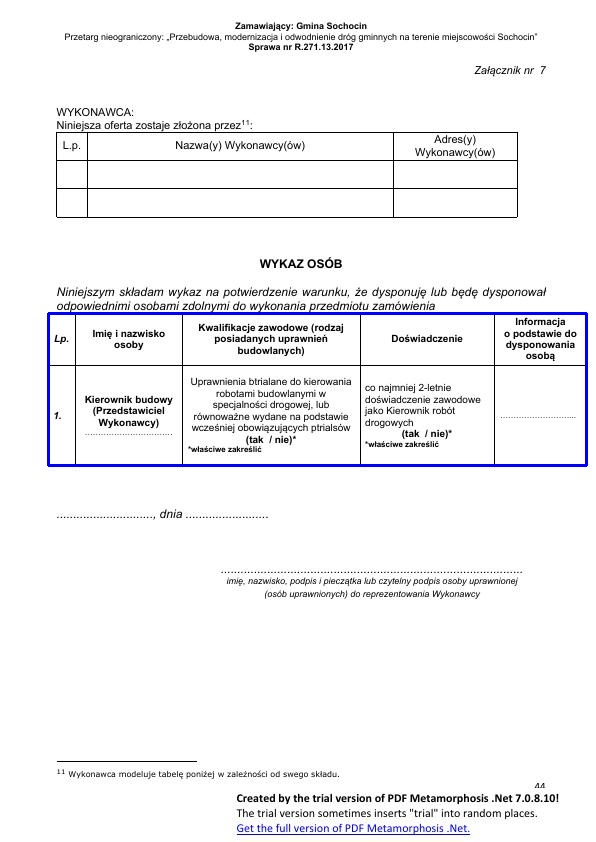 Zamawiający: Gmina Sochocin
Przetarg nieograniczony: „Przebudowa, modernizacja i odwodnienie dróg gminnych na terenie miejscowości Sochocin”
Sprawa nr R.271.13.2017
Załącznik nr 7
WYKONAWCA:
Niniejsza oferta zostaje złożona przez¹¹:
L.p.
Nazwa(y) Wykonawcy(ów)
Adres(y)
Wykonawcy(ów)
WYKAZ OSÓB
Niniejszym składam wykaz na potwierdzenie warunku, że dysponuję lub będę dysponował
odpowiednimi osobami zdolnymi do wykonania przedmiotu zamówienia
Lp.
Imię i nazwisko
osoby
Kwalifikacje zawodowe (rodzaj
posiadanych uprawnień
budowlanych)
Doświadczenie
Informacja
o podstawie do
dysponowania
osobą
1.
Kierownik budowy
(Przedstawiciel
Wykonawcy)
................................
Uprawnienia btrialane do kierowania
robotami budowlanymi w
specjalności drogowej, lub
równoważne wydane na podstawie
wcześniej obowiązujących ptrialsów
(tak / nie)*
*właściwe zakreślić
co najmniej 2-letnie
doświadczenie zawodowe
jako Kierownik robót
drogowych
(tak / nie)*
*właściwe zakreślić
............................
............................., dnia .........................
............................................................................................
imię, nazwisko, podpis i pieczątka lub czytelny podpis osoby uprawnionej
(osób uprawnionych) do reprezentowania Wykonawcy
¹¹ Wykonawca modeluje tabelę poniżej w zależności od swego składu.
44
Created by the trial version of PDF Metamorphosis .Net 7.0.8.10!
The trial version sometimes inserts "trial" into random places.
Get the full version of PDF Metamorphosis .Net.